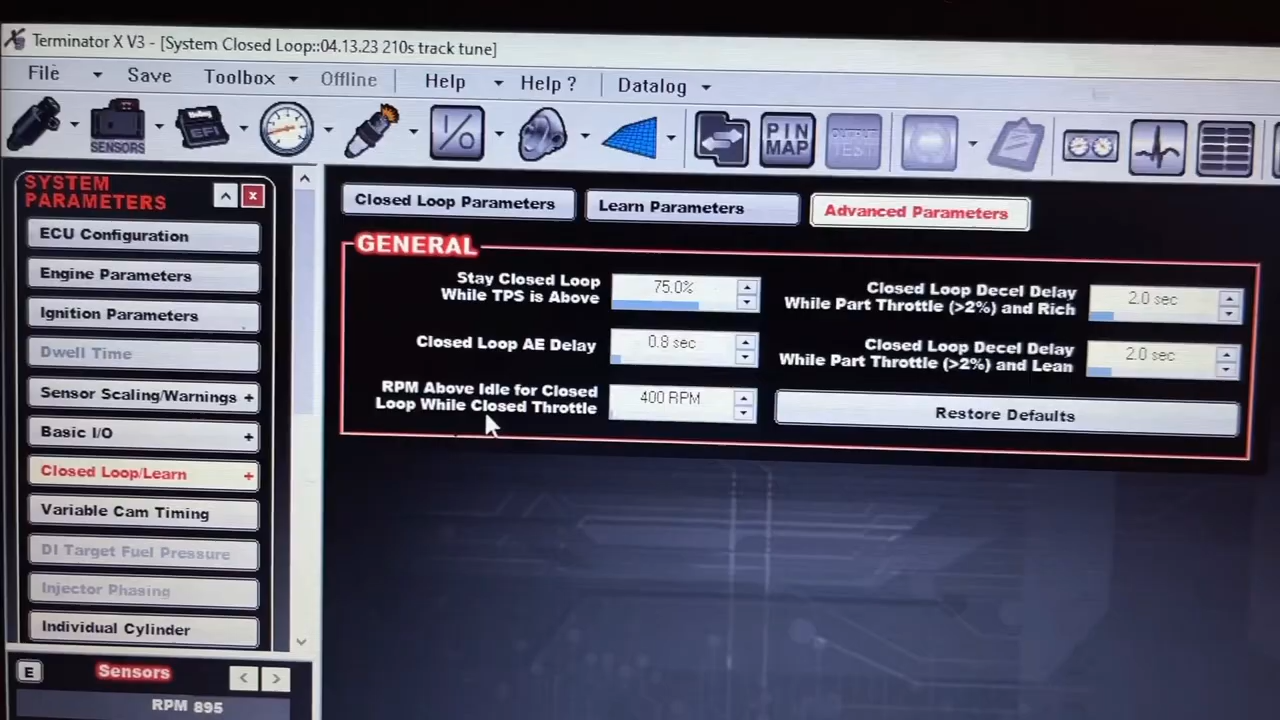 Terminator X V3 - [System Closed Loop::04.13.23 210s track tune]
File Save Toolbox Offline Help Help ? Datalog
SENSORS
EFI
I/O
PIN
MAP
OUTPUT
TEST
SYSTEM
PARAMETERS
ECU Configuration
Engine Parameters
Ignition Parameters
Dwell Time
Sensor Scaling/Warnings +
Basic I/O +
Closed Loop/Learn +
Variable Cam Timing
DI Target Fuel Pressure
Injector Phasing
Individual Cylinder
E Sensors < >
RPM 895
Closed Loop Parameters
Learn Parameters
Advanced Parameters
GENERAL
Stay Closed Loop
While TPS is Above
75.0%
Closed Loop AE Delay
0.8 sec
RPM Above Idle for Closed
Loop While Closed Throttle
400 RPM
Closed Loop Decel Delay
While Part Throttle (>2%) and Rich
2.0 sec
Closed Loop Decel Delay
While Part Throttle (>2%) and Lean
2.0 sec
Restore Defaults